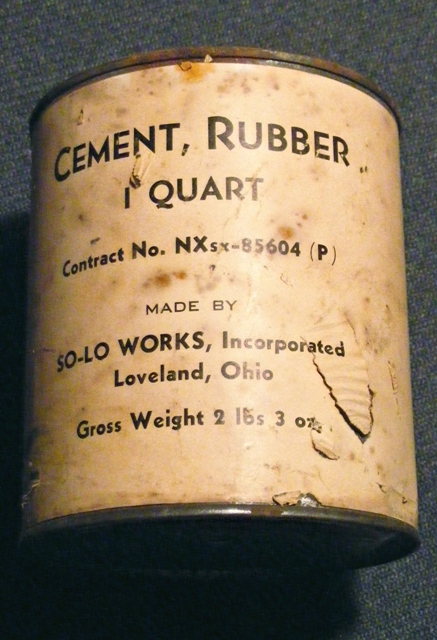 CEMENT, RUBBER
1 QUART
Contract No. NXsx-85604 (P)
MADE BY
SO-LO WORKS, Incorporated
Loveland, Ohio
Gross Weight 2 lbs 3 oz.